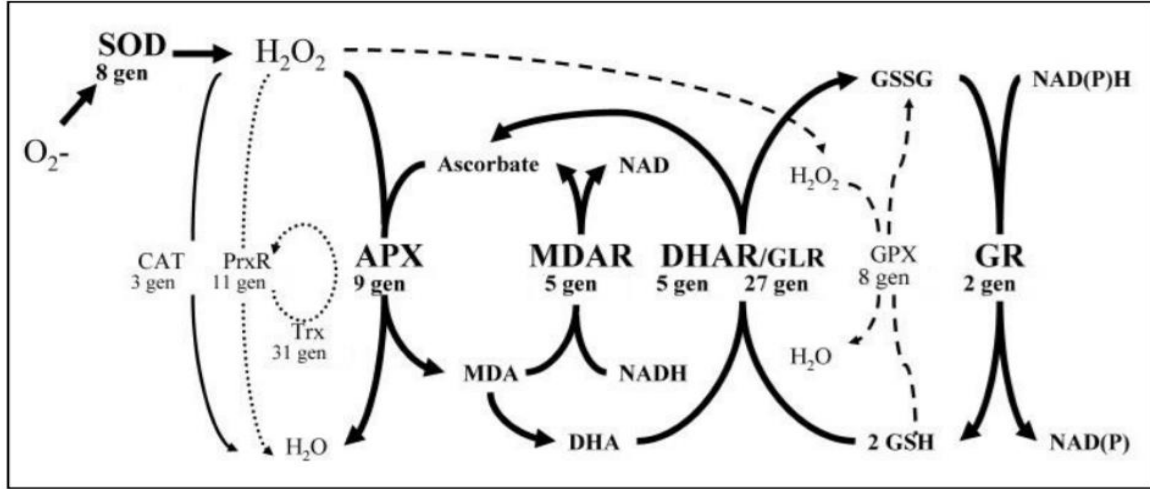 SOD
8 gen
H₂O₂
GSSG
NAD(P)H
O₂-
Ascorbate
NAD
H₂O₂
CAT
3 gen
PrxR
11 gen
APX
9 gen
MDAR
5 gen
DHAR/GLR
5 gen 27 gen
GPX
8 gen
GR
2 gen
Trx
31 gen
H₂O
MDA
NADH
H₂O
DHA
2 GSH
NAD(P)